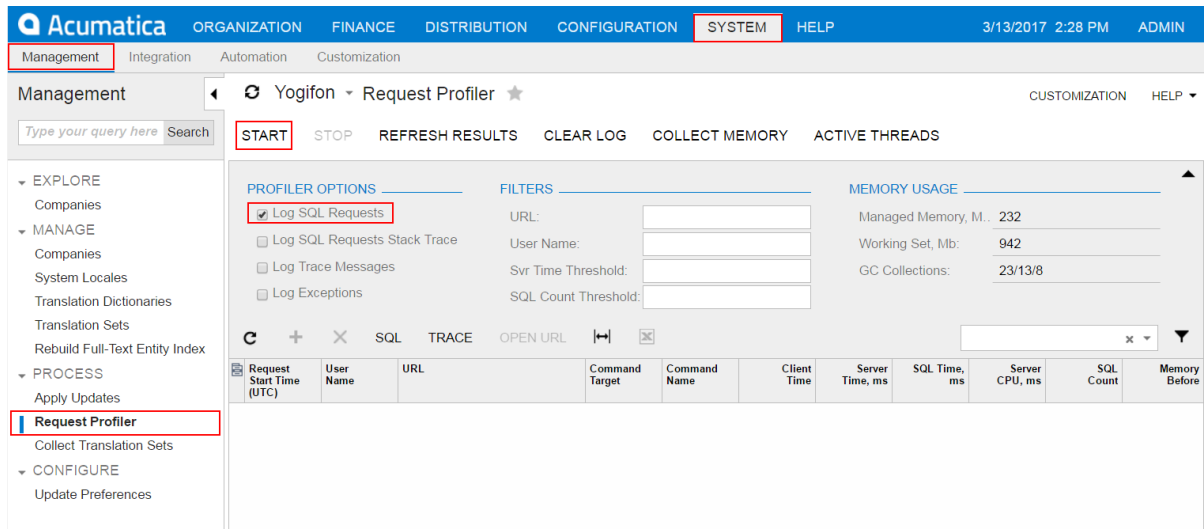 Acumatica ORGANIZATION FINANCE DISTRIBUTION CONFIGURATION SYSTEM HELP 3/13/2017 2:28 PM ADMIN
Management Integration Automation Customization
Management
Type your query here Search
EXPLORE
Companies
MANAGE
Companies
System Locales
Translation Dictionaries
Translation Sets
Rebuild Full-Text Entity Index
PROCESS
Apply Updates
Request Profiler
Collect Translation Sets
CONFIGURE
Update Preferences
Yogifon Request Profiler CUSTOMIZATION HELP
START STOP REFRESH RESULTS CLEAR LOG COLLECT MEMORY ACTIVE THREADS
PROFILER OPTIONS
Log SQL Requests
Log SQL Requests Stack Trace
Log Trace Messages
Log Exceptions
FILTERS
URL:
User Name:
Svr Time Threshold:
SQL Count Threshold:
MEMORY USAGE
Managed Memory, M.. 232
Working Set, Mb: 942
GC Collections: 23/13/8
SQL TRACE OPEN URL
Request Start Time (UTC) User Name URL Command Target Command Name Client Time Server Time, ms SQL Time, ms Server CPU, ms SQL Count Memory Before